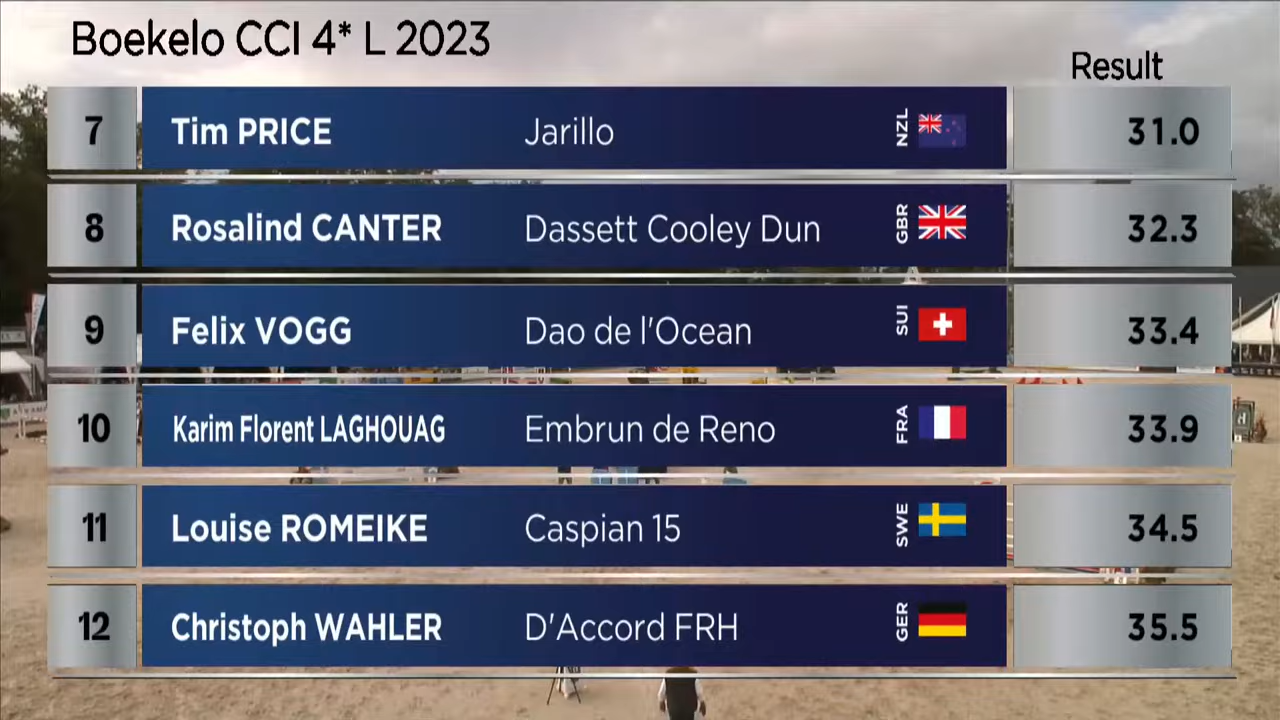 Boekelo CCI 4* L 2023
Result
7 Tim PRICE Jarillo NZL 31.0
8 Rosalind CANTER Dassett Cooley Dun GBR 32.3
9 Felix VOGG Dao de l'Ocean SUI 33.4
10 Karim Florent LAGHOUAG Embrun de Reno FRA 33.9
11 Louise ROMEIKE Caspian 15 SWE 34.5
12 Christoph WAHLER D'Accord FRH GER 35.5